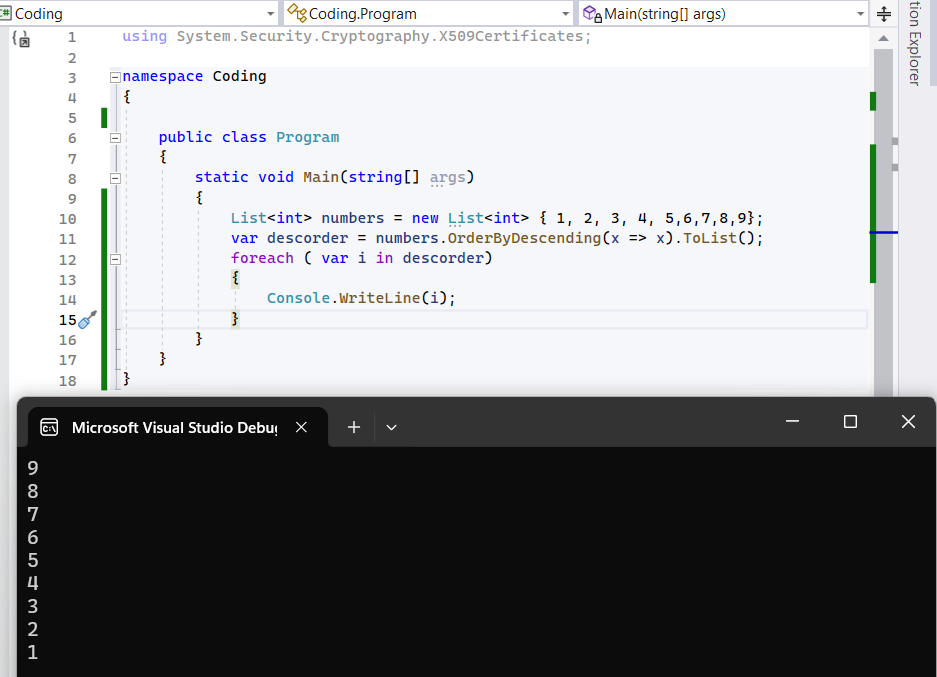 Coding
Coding.Program
Main(string[] args)
1 using System.Security.Cryptography.X509Certificates;
2
3 namespace Coding
4 {
5
6 public class Program
7 {
8 static void Main(string[] args)
9 {
10 List<int> numbers = new List<int> { 1, 2, 3, 4, 5,6,7,8,9};
11 var descorder = numbers.OrderByDescending(x => x).ToList();
12 foreach ( var i in descorder)
13 {
14 Console.WriteLine(i);
15 }
16 }
17 }
18 }
tion Explorer
Microsoft Visual Studio Debu
9
8
7
6
5
4
3
2
1